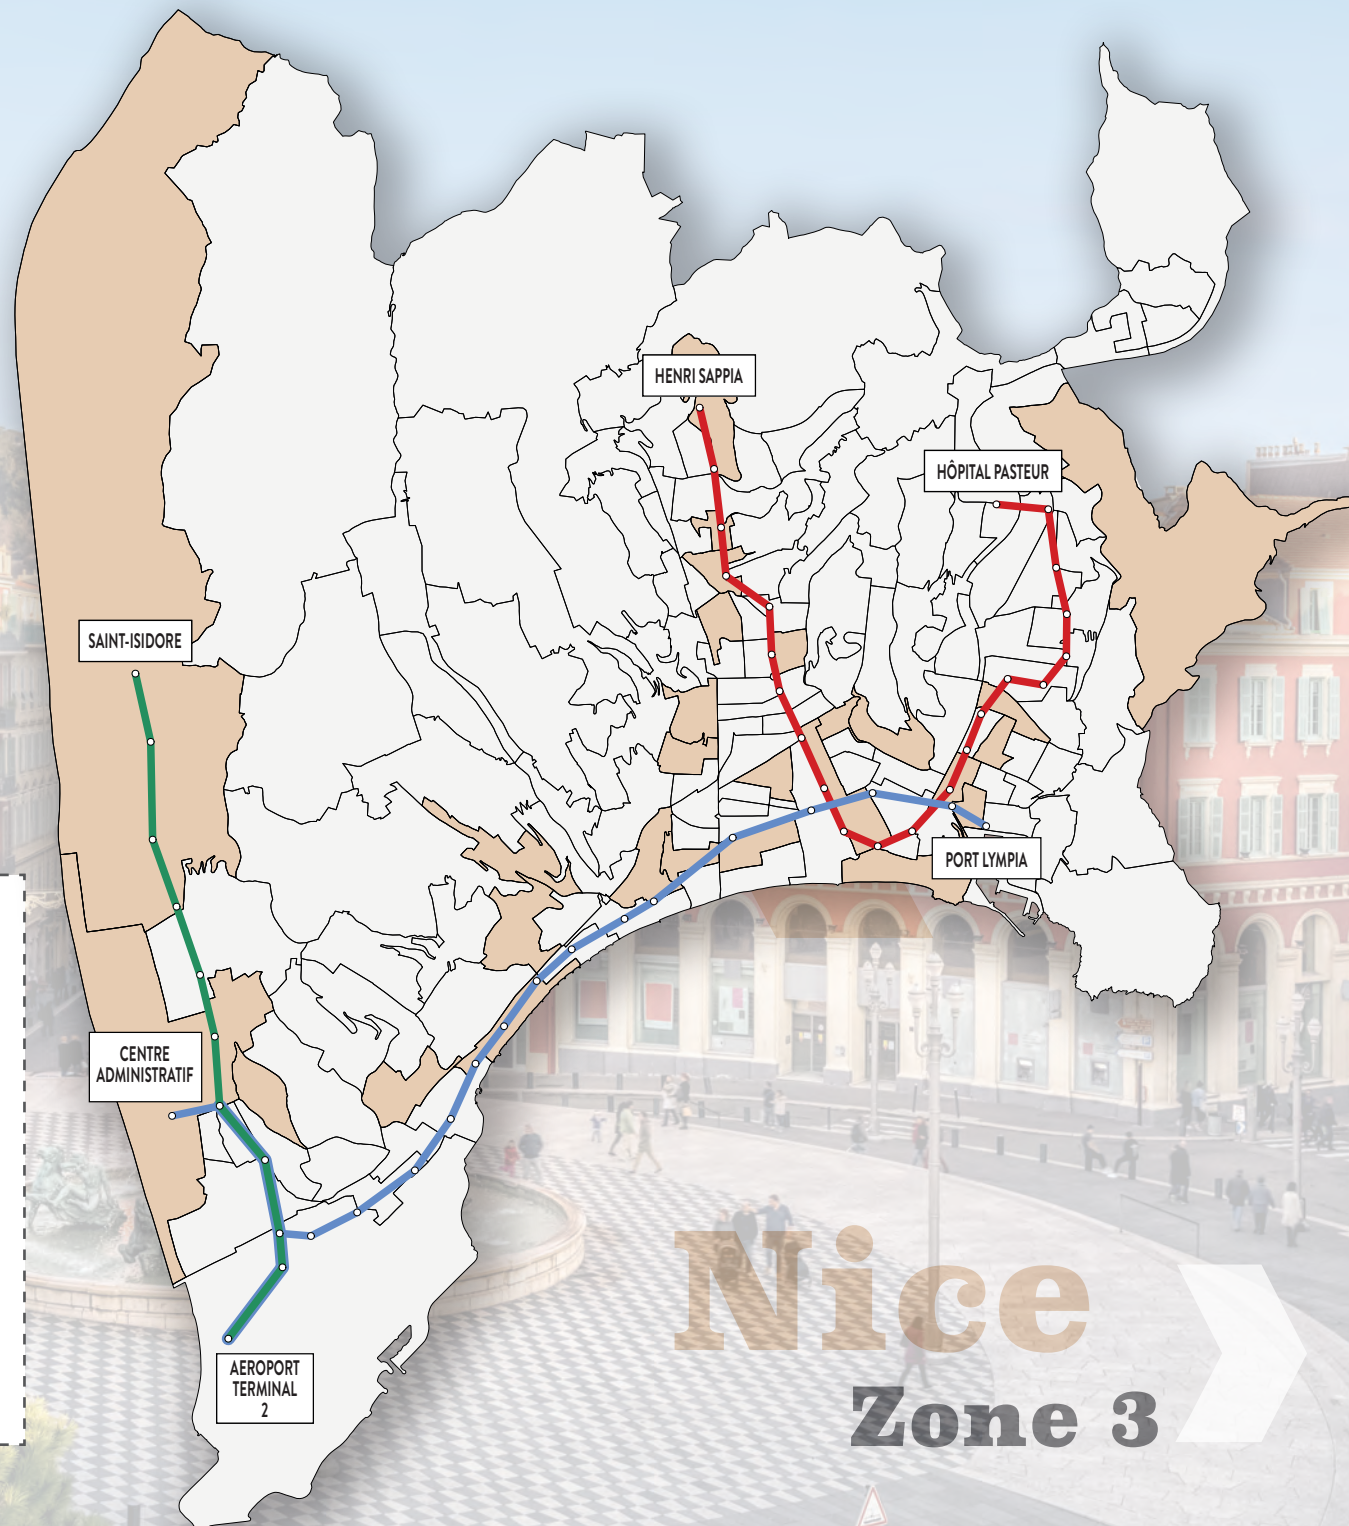 HENRI SAPPIA
HÔPITAL PASTEUR
SAINT-ISIDORE
PORT LYMPIA
CENTRE
ADMINISTRATIF
AEROPORT
TERMINAL
2
Nice
Zone 3